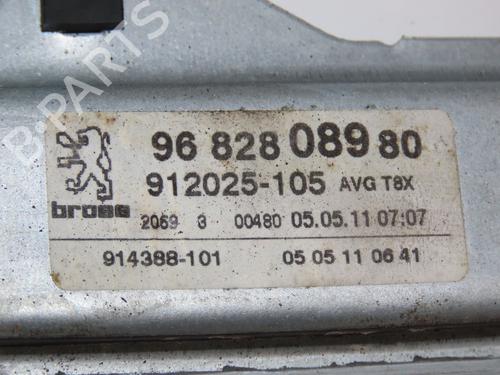 B-PARTS
96 828 089 80
912025-105 AVG T8X
brose
2069 3 00480 05.05.11 07:07
914388-101 05 05 11 06 41